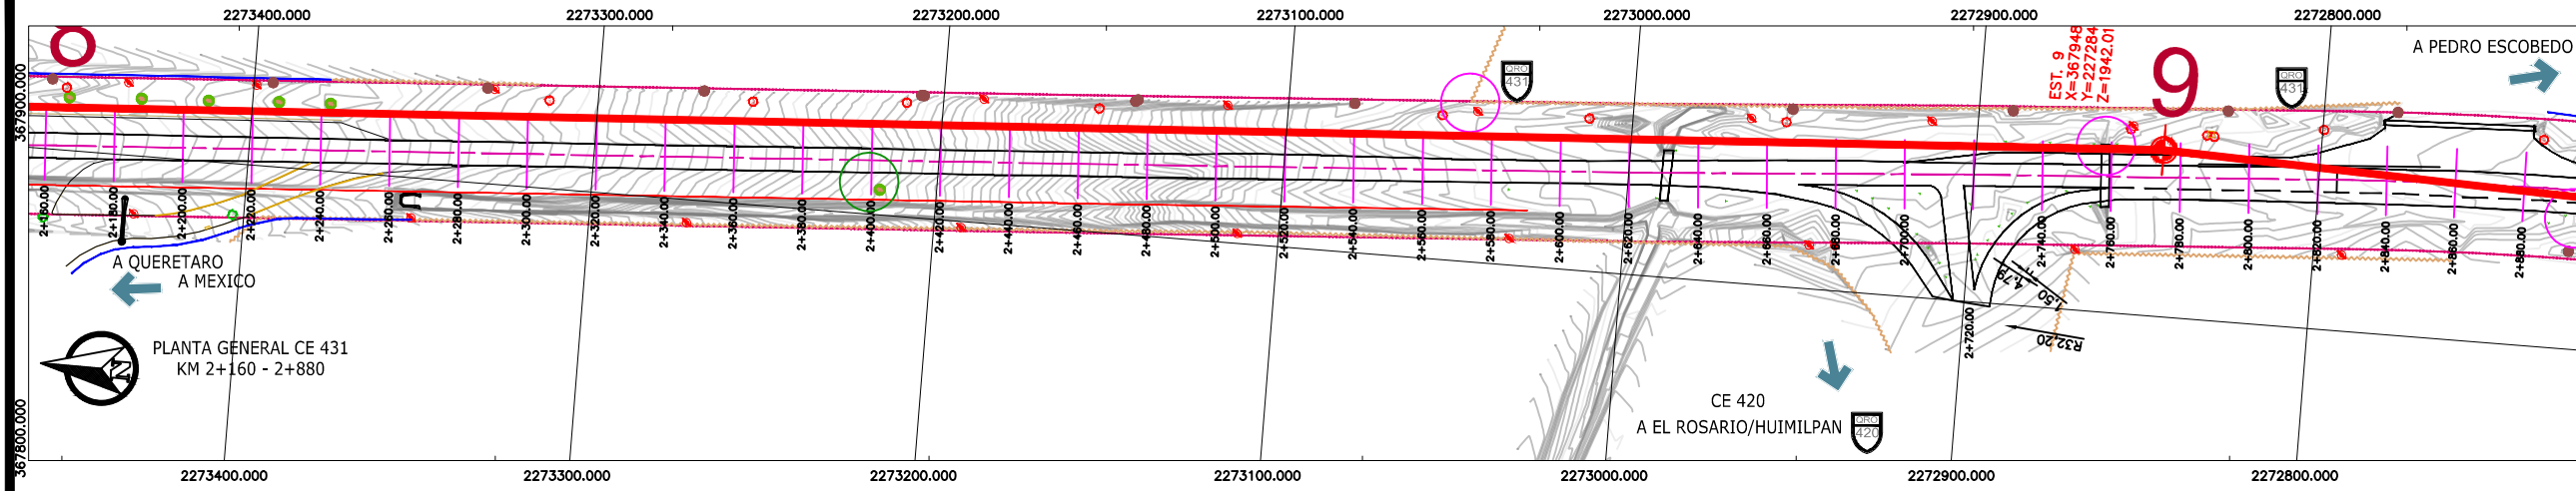 2273400.000 2273300.000 2273200.000 2273100.000 2273000.000 2272900.000 2272800.000
367900.000
QRO
431
EST. 9
X=367948
Y=227284
Z=1942.01
9
QRO
431
A PEDRO ESCOBEDO
2+160.00 2+180.00 2+200.00 2+220.00 2+240.00 2+260.00 2+280.00 2+300.00 2+320.00 2+340.00 2+360.00 2+380.00 2+400.00 2+420.00 2+440.00 2+460.00 2+480.00 2+500.00 2+520.00 2+540.00 2+560.00 2+580.00 2+600.00 2+620.00 2+640.00 2+660.00 2+680.00 2+700.00 2+720.00 2+740.00 2+760.00 2+780.00 2+800.00 2+820.00 2+840.00 2+860.00 2+880.00
A QUERETARO
A MEXICO
4.79
1.50
R32.20
N
PLANTA GENERAL CE 431
KM 2+160 - 2+880
CE 420
A EL ROSARIO/HUIMILPAN
QRO
420
367800.000
2273400.000 2273300.000 2273200.000 2273100.000 2273000.000 2272900.000 2272800.000